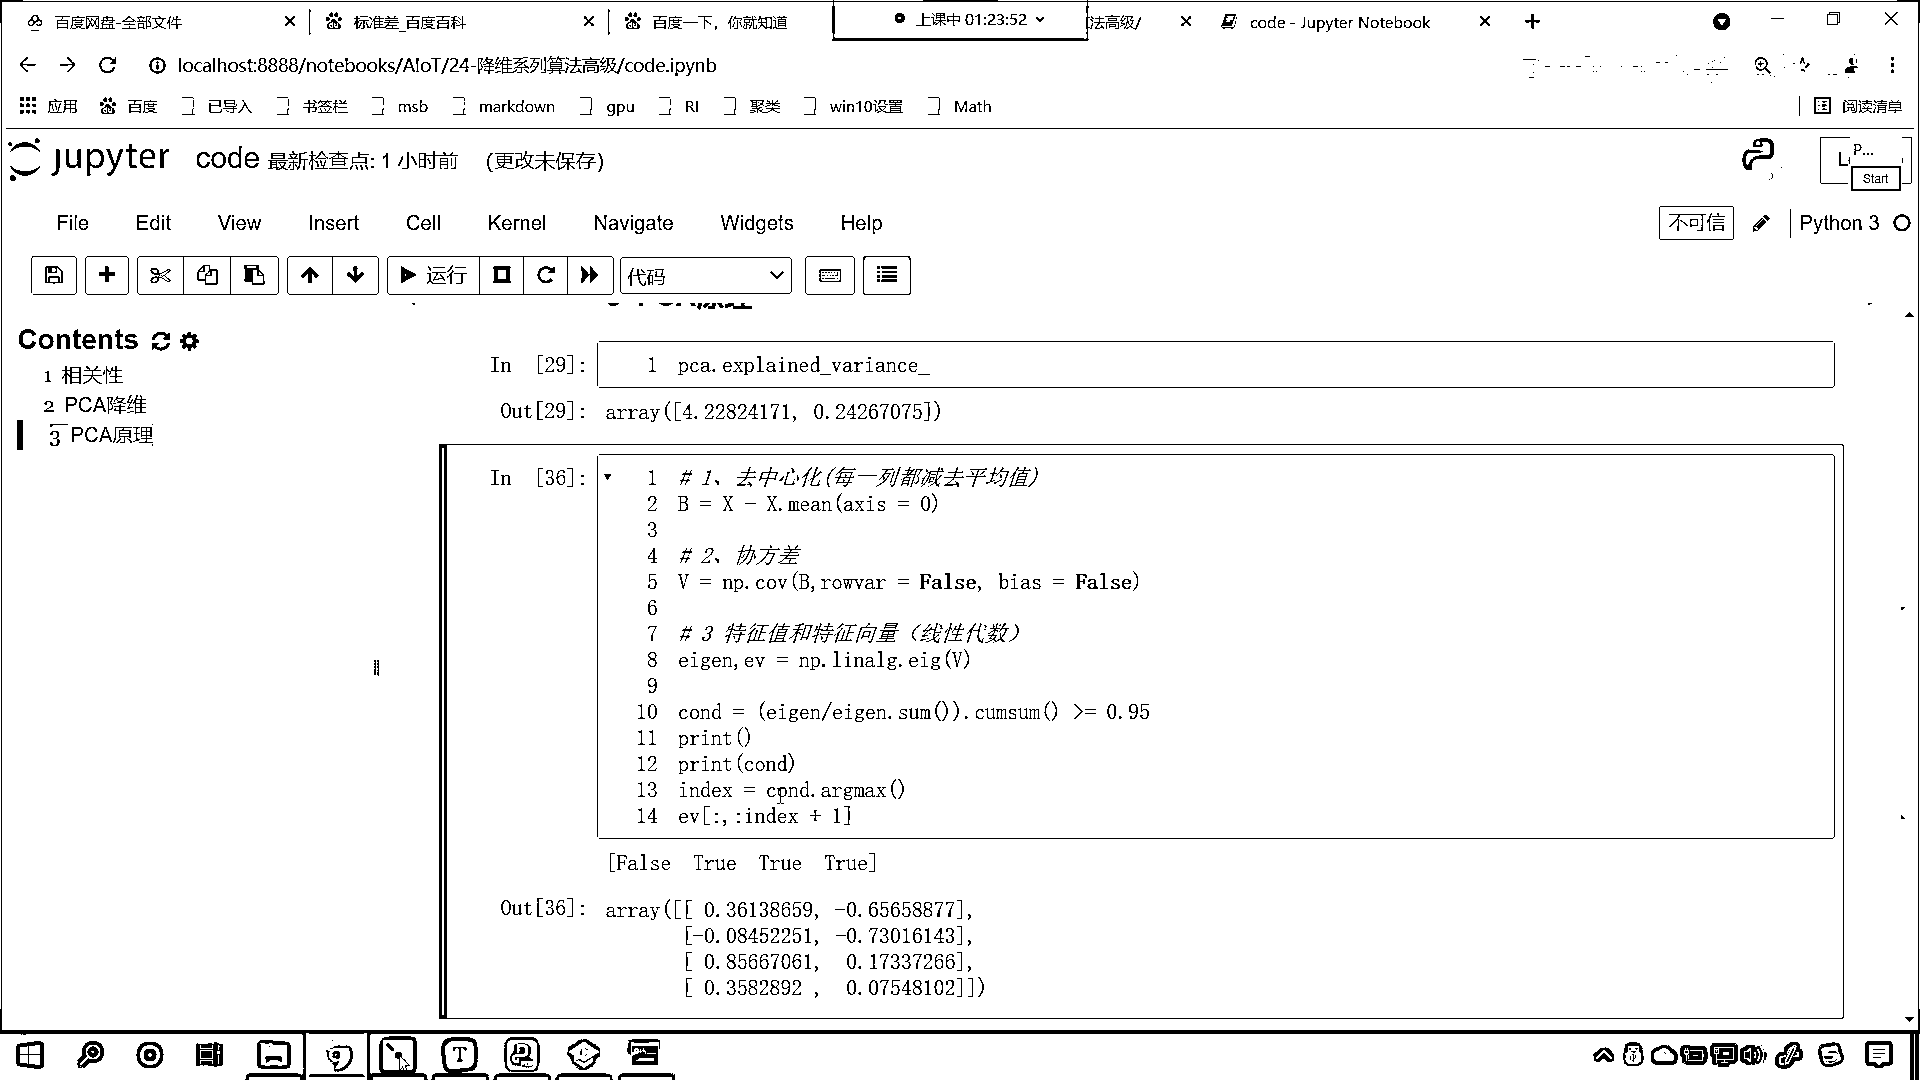 百度网盘-全部文件
标准差_百度百科
百度一下，你就知道
上课中 01:23:52
法高级/
code - Jupyter Notebook
localhost:8888/notebooks/AIoT/24-降维系列算法高级/code.ipynb
应用 百度 已导入 书签栏 msb markdown gpu RI 聚类 win10设置 Math 阅读清单
jupyter code 最新检查点: 1 小时前 (更改未保存)
P...
Start
File Edit View Insert Cell Kernel Navigate Widgets Help 不可信 Python 3
运行 代码
Contents
1 相关性
2 PCA降维
3 PCA原理
In [29]: 1 pca.explained_variance_
Out[29]: array([4.22824171, 0.24267075])
In [36]: 1 # 1、去中心化(每一列都减去平均值)
2 B = X - X.mean(axis = 0)
3
4 # 2、协方差
5 V = np.cov(B,rowvar = False, bias = False)
6
7 # 3 特征值和特征向量（线性代数）
8 eigen,ev = np.linalg.eig(V)
9
10 cond = (eigen/eigen.sum()).cumsum() >= 0.95
11 print()
12 print(cond)
13 index = cond.argmax()
14 ev[:,:index + 1]
[False True True True]
Out[36]: array([[ 0.36138659, -0.65658877],
[-0.08452251, -0.73016143],
[ 0.85667061, 0.17337266],
[ 0.3582892 , 0.07548102]])